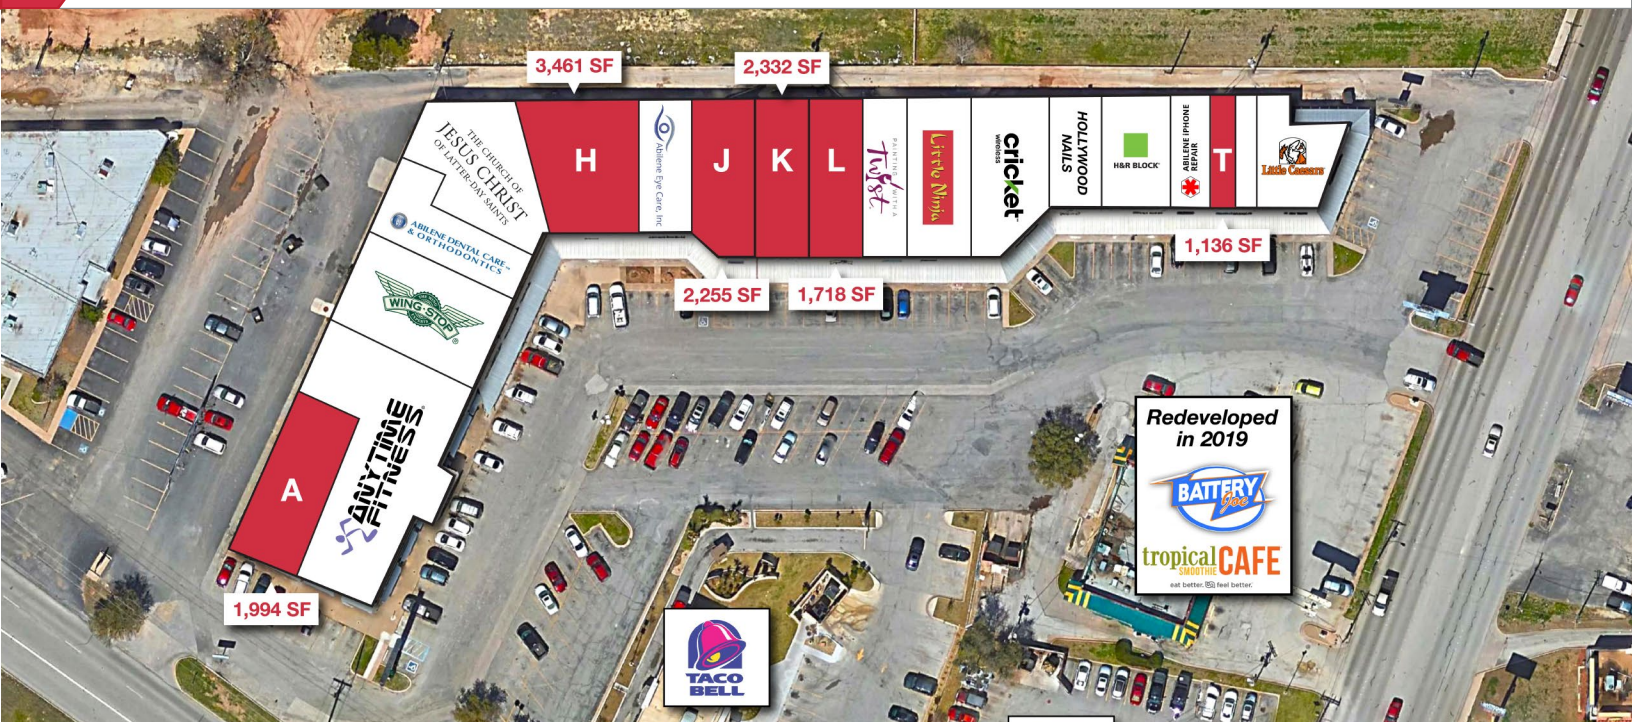 3,461 SF
2,332 SF
THE CHURCH OF
JESUS CHRIST
OF LATTER-DAY SAINTS
H
Abilene Eye Care, Inc
J
K
L
PAINTING WITH A
Twist
Little Ninja
cricket
wireless
HOLLYWOOD
NAILS
H&R BLOCK
ABILENE iPHONE
REPAIR
T
Little Caesars
ABILENE DENTAL CARE
& ORTHODONTICS
1,136 SF
2,255 SF
1,718 SF
WING·STOP
A
ANYTIME
FITNESS
1,994 SF
Redeveloped
in 2019
BATTERY
Joe
tropical CAFE
SMOOTHIE
eat better. feel better.
TACO
BELL